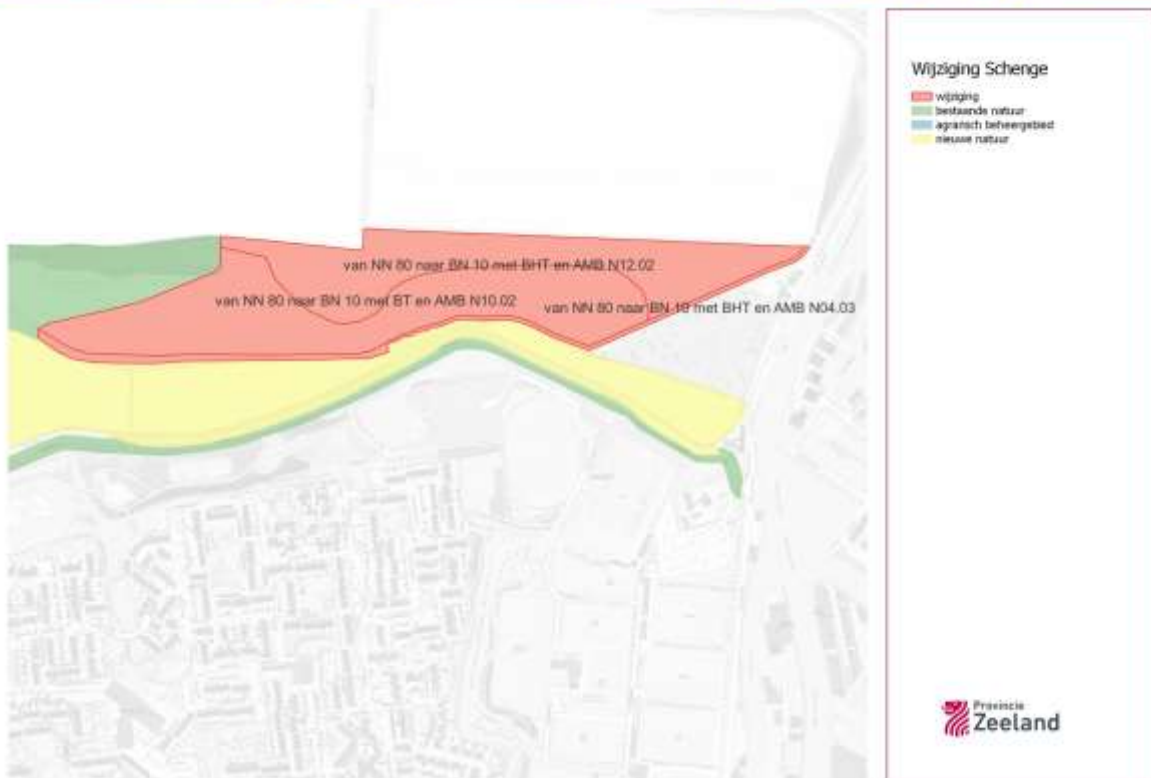 van NN 80 naar BN 10 met BHT en AMB N12.02
van NN 80 naar BN 10 met BT en AMB N10.02
van NN 80 naar BN 10 met BHT en AMB N04.03
Wijziging Schenge
wijziging
bestaande natuur
agrarisch beheergebied
nieuwe natuur
Provincie
Zeeland